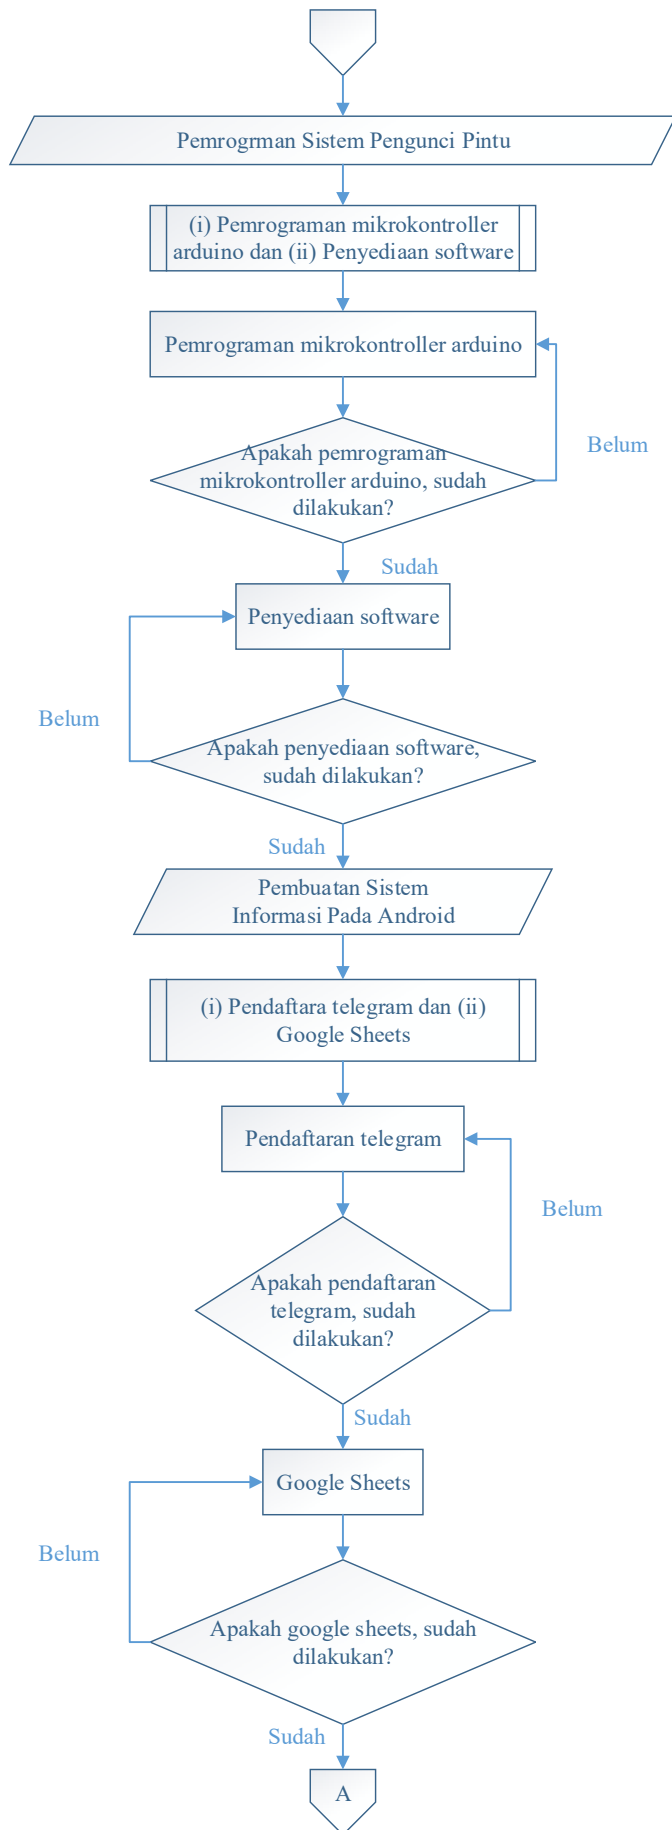 Pemrogrman Sistem Pengunci Pintu
(i) Pemrograman mikrokontroller
arduino dan (ii) Penyediaan software
Pemrograman mikrokontroller arduino
Belum
Apakah pemrograman
mikrokontroller arduino, sudah
dilakukan?
Sudah
Penyediaan software
Belum
Apakah penyediaan software,
sudah dilakukan?
Sudah
Pembuatan Sistem
Informasi Pada Android
(i) Pendaftara telegram dan (ii)
Google Sheets
Pendaftaran telegram
Belum
Apakah pendaftaran
telegram, sudah
dilakukan?
Sudah
Google Sheets
Belum
Apakah google sheets, sudah
dilakukan?
Sudah
A